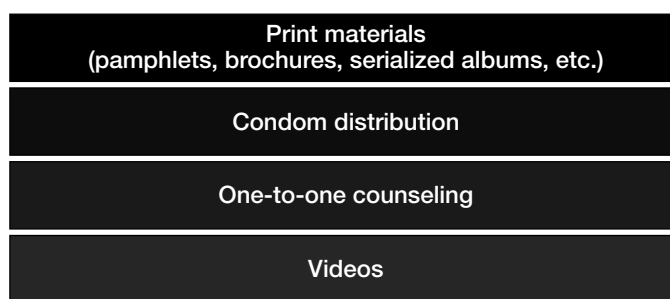 Print materials
(pamphlets, brochures, serialized albums, etc.)
Condom distribution
One-to-one counseling
Videos